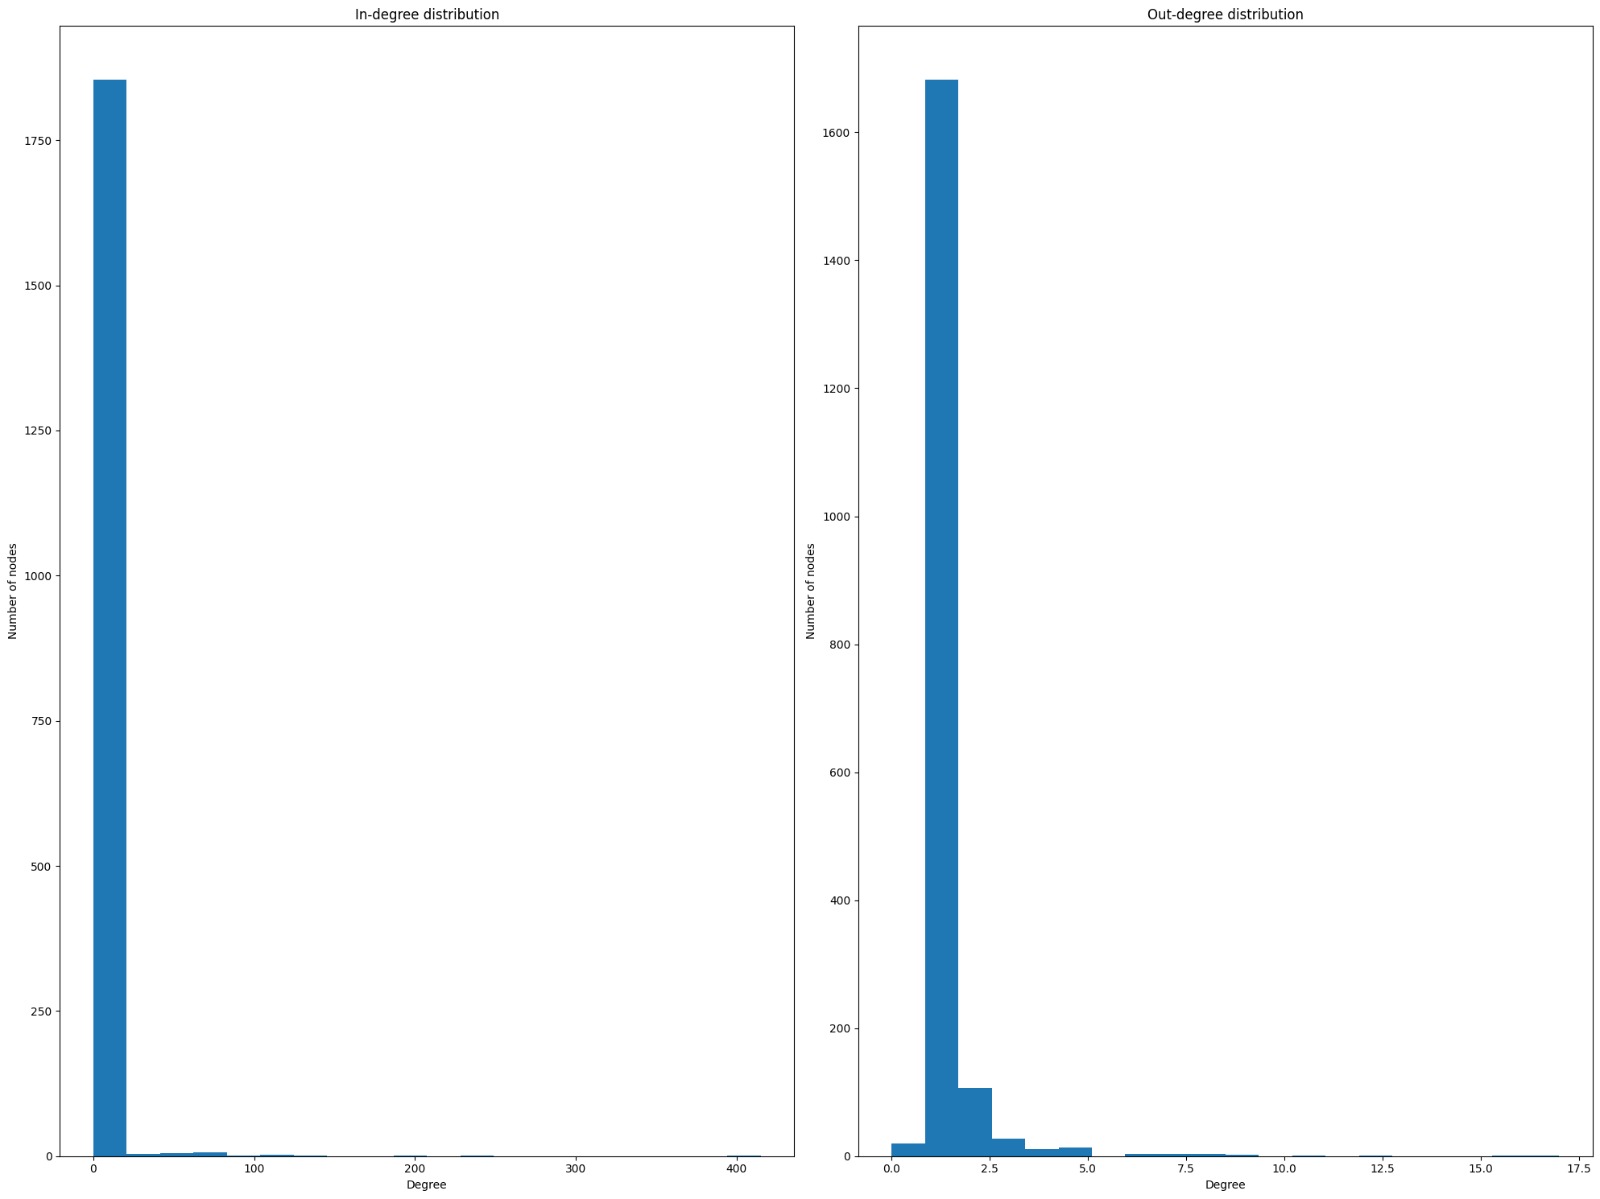 In-degree distribution
1750
1500
1250
1000
750
500
250
0
Number of nodes
0 100 200 300 400
Degree
Out-degree distribution
1600
1400
1200
1000
800
600
400
200
0
Number of nodes
0.0 2.5 5.0 7.5 10.0 12.5 15.0 17.5
Degree